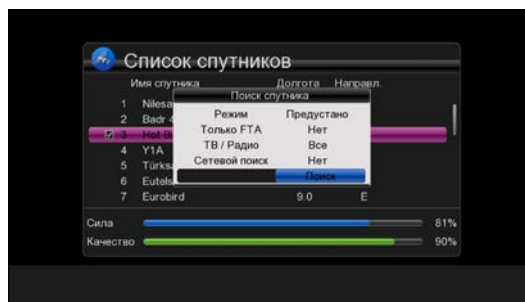 Список спутников
Имя спутника Долгота Направл.
Поиск спутника
1 Nilesa
2 Badr 4
3 Hot B
4 Y1A
5 Türks
6 Eutels
7 Eurobird 9.0 E
Режим Предустано
Только FTA Нет
ТВ / Радио Все
Сетевой поиск Нет
Поиск
Сила 81%
Качество 90%